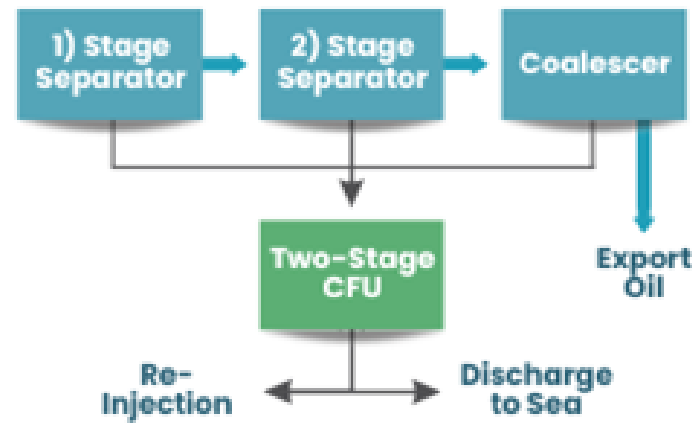 1) Stage
Separator
2) Stage
Separator
Coalescer
Two-Stage
CFU
Export
Oil
Re-
Injection
Discharge
to Sea